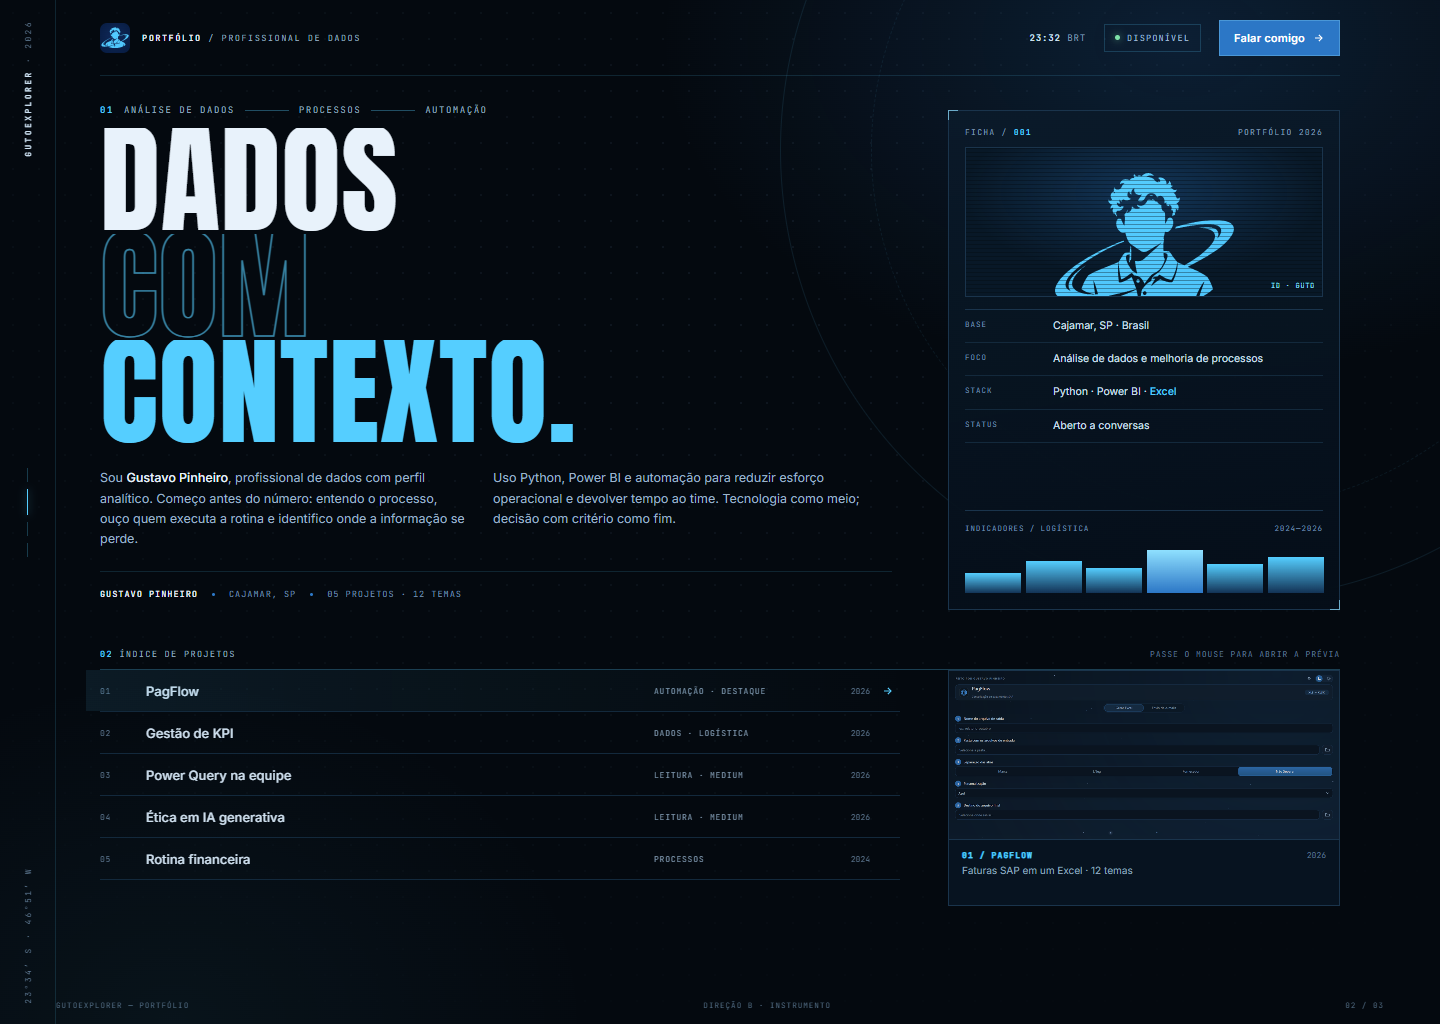 GUTOEXPLORER · 2026
PORTFÓLIO / PROFISSIONAL DE DADOS
23:32 BRT
DISPONÍVEL
Falar comigo →
01 ANÁLISE DE DADOS
PROCESSOS
AUTOMAÇÃO
DADOS
COM
CONTEXTO.
Sou Gustavo Pinheiro, profissional de dados com perfil
analítico. Começo antes do número: entendo o processo,
ouço quem executa a rotina e identifico onde a informação se
perde.
Uso Python, Power BI e automação para reduzir esforço
operacional e devolver tempo ao time. Tecnologia como meio;
decisão com critério como fim.
GUSTAVO PINHEIRO • CAJAMAR, SP • 05 PROJETOS · 12 TEMAS
FICHA / 001
PORTFÓLIO 2026
ID · GUTO
BASE Cajamar, SP · Brasil
FOCO Análise de dados e melhoria de processos
STACK Python · Power BI · Excel
STATUS Aberto a conversas
INDICADORES / LOGÍSTICA
2024—2026
02 ÍNDICE DE PROJETOS
PASSE O MOUSE PARA ABRIR A PRÉVIA
01 PagFlow AUTOMAÇÃO · DESTAQUE 2026 →
02 Gestão de KPI DADOS · LOGÍSTICA 2026
03 Power Query na equipe LEITURA · MEDIUM 2026
04 Ética em IA generativa LEITURA · MEDIUM 2026
05 Rotina financeira PROCESSOS 2024
PagFlow
01 / PAGFLOW
2026
Faturas SAP em um Excel · 12 temas
23°34' S · 46°51' W
GUTOEXPLORER — PORTFÓLIO
DIREÇÃO B · INSTRUMENTO
02 / 03